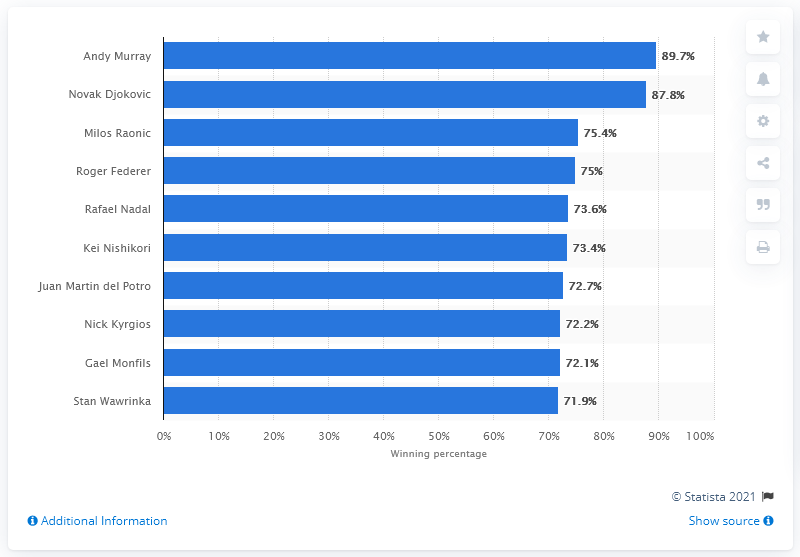 Andy Murray 89.7%
Novak Djokovic 87.8%
Milos Raonic 75.4%
Roger Federer 75%
Rafael Nadal 73.6%
Kei Nishikori 73.4%
Juan Martin del Potro 72.7%
Nick Kyrgios 72.2%
Gael Monfils 72.1%
Stan Wawrinka 71.9%
0% 10% 20% 30% 40% 50% 60% 70% 80% 90% 100%
Winning percentage
© Statista 2021
Additional Information
Show source